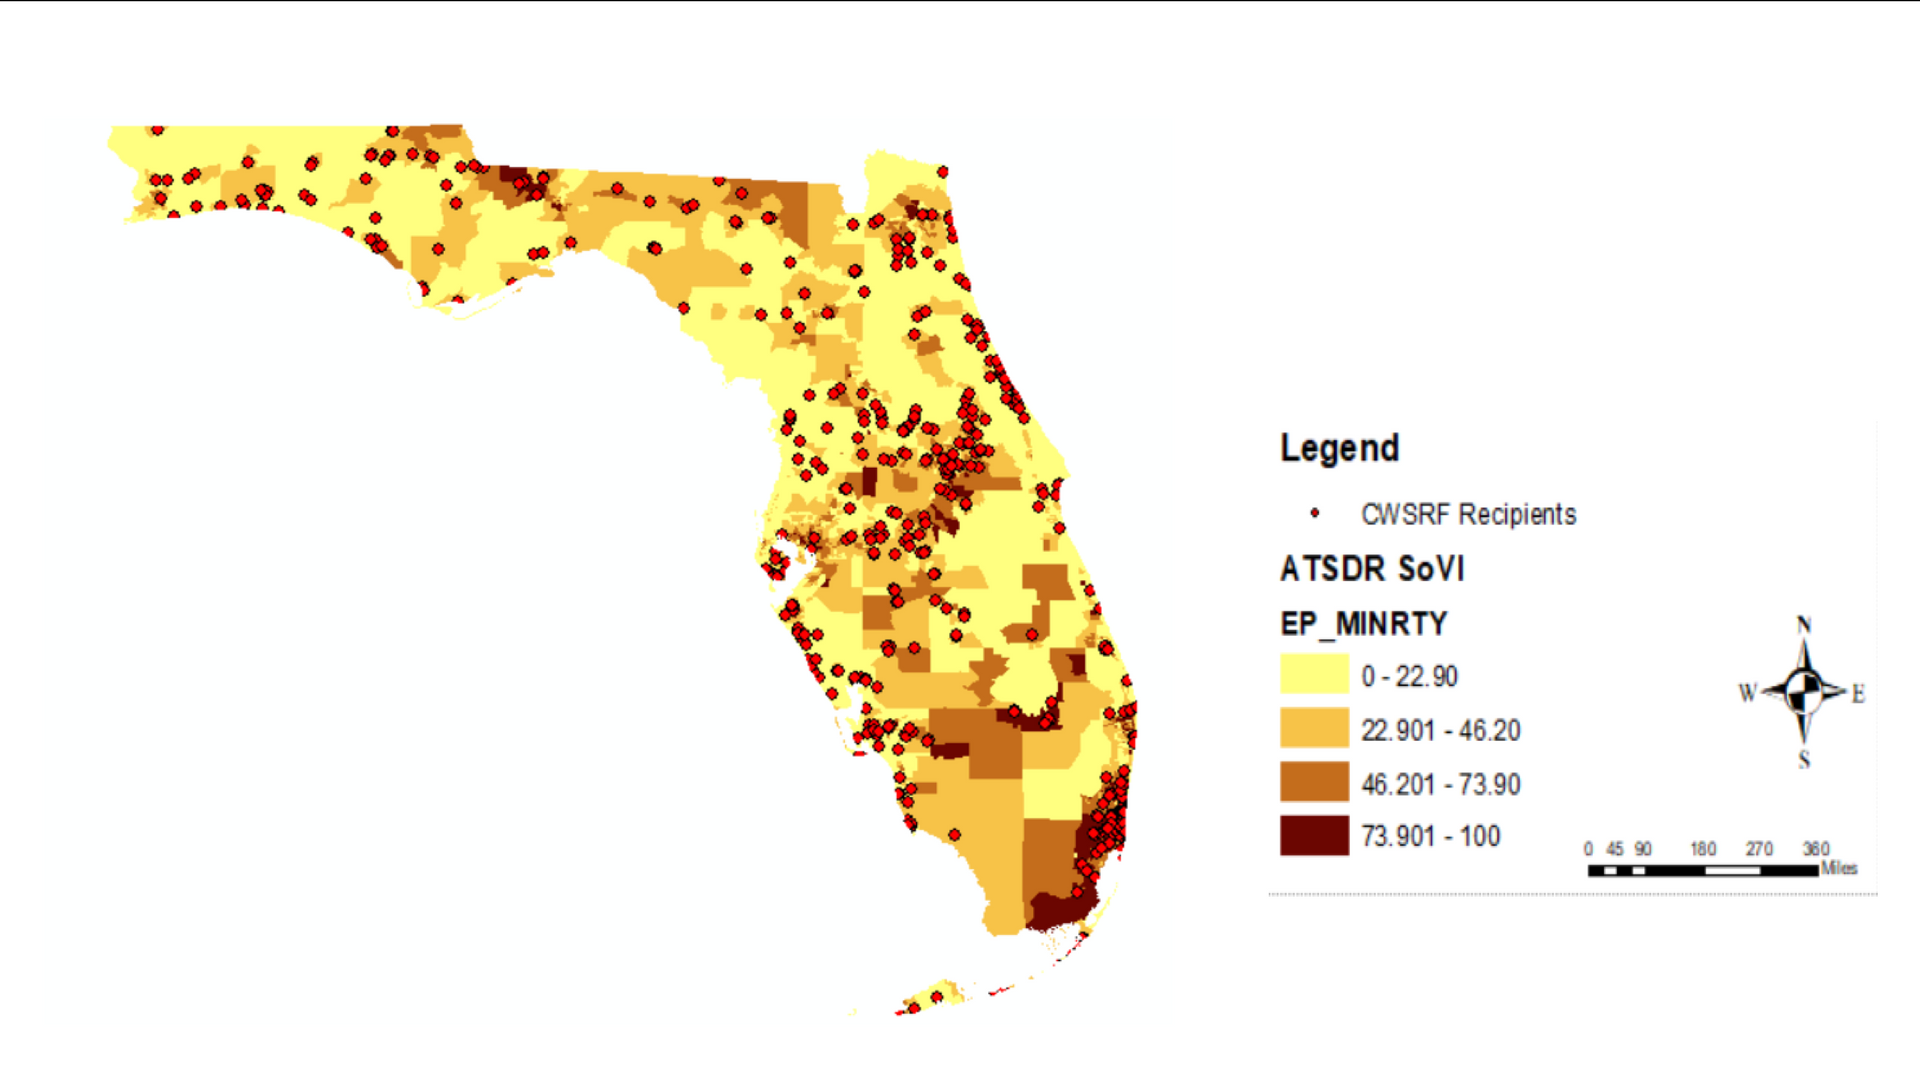 Legend
CWSRF Recipients
ATSDR SoVI
EP_MINRTY
0 - 22.90
22.901 - 46.20
46.201 - 73.90
73.901 - 100
N
W E
S
0 45 90 180 270 360
Miles